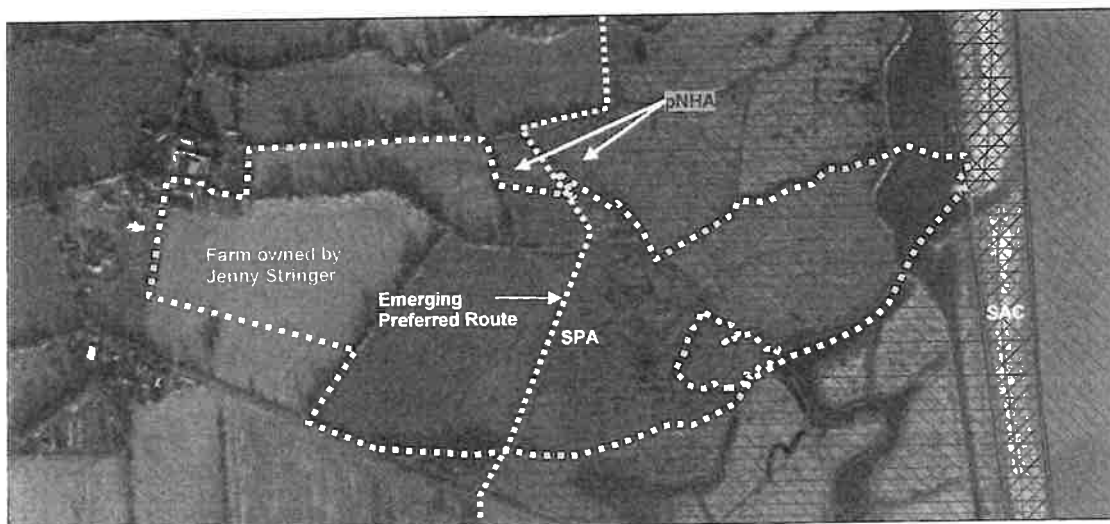 pNHA
Farm owned by
Jenny Stringer
Emerging
Preferred Route
SPA
SAC